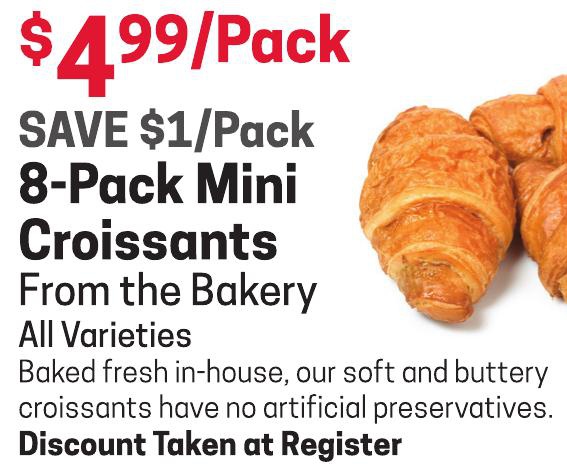 $4.99/Pack
SAVE $1/Pack
8-Pack Mini
Croissants
From the Bakery
All Varieties
Baked fresh in-house, our soft and buttery
croissants have no artificial preservatives.
Discount Taken at Register